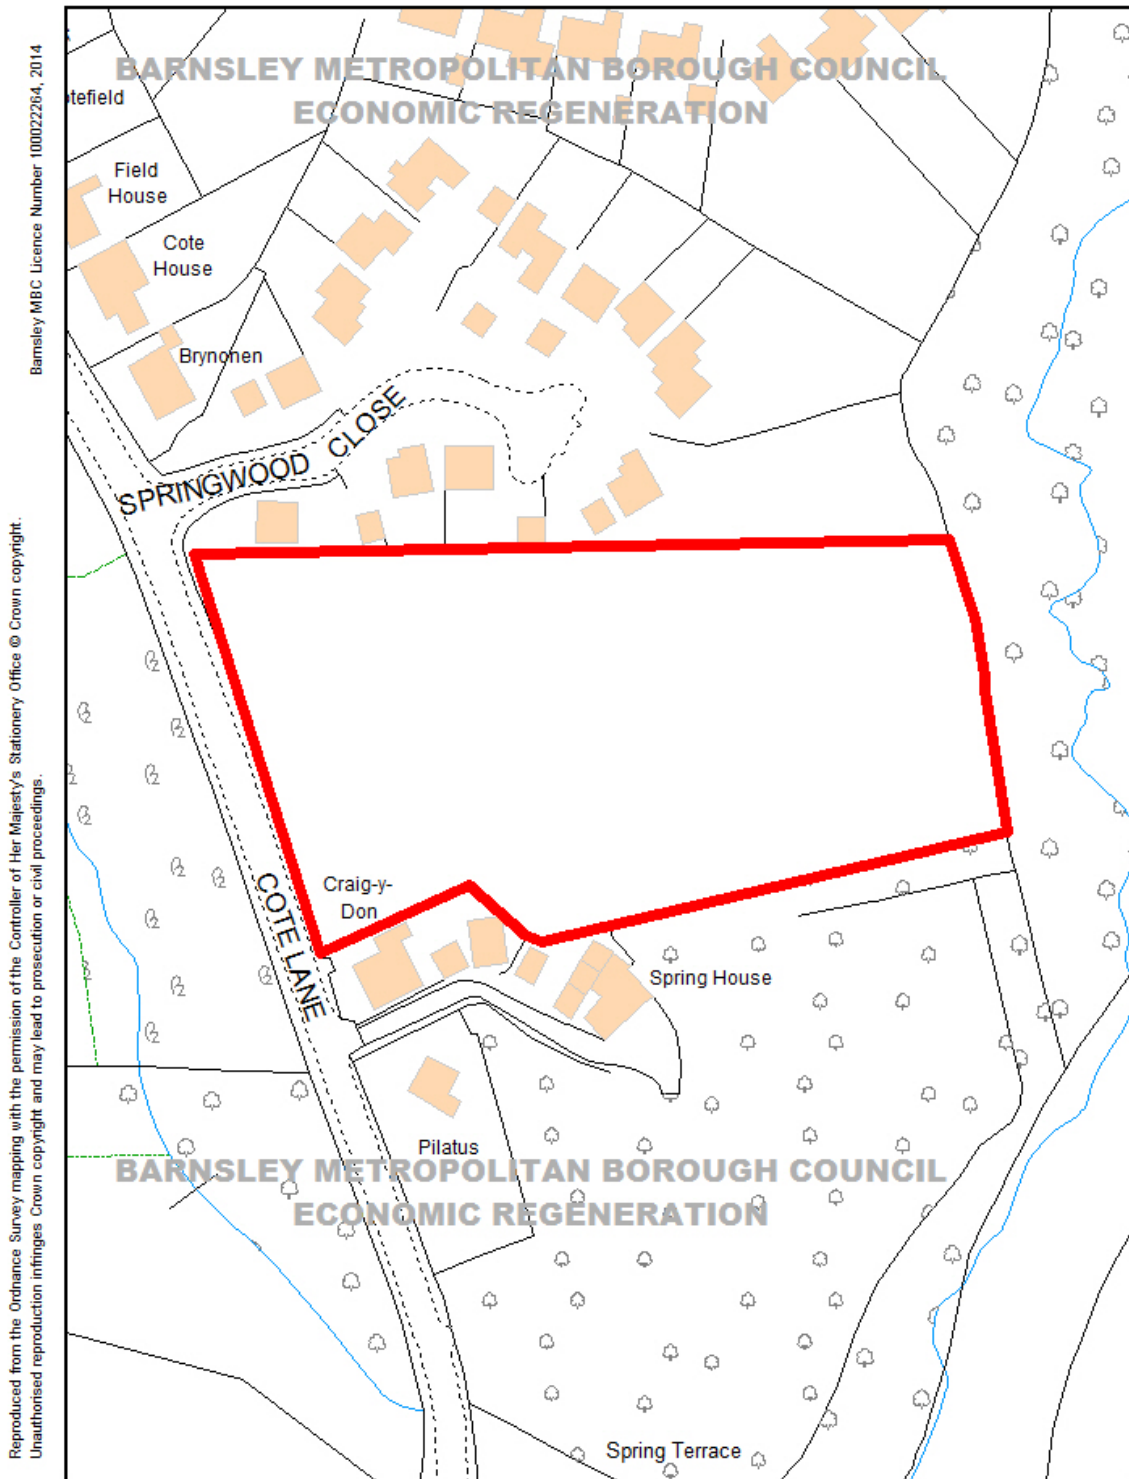 BARNSLEY METROPOLITAN BOROUGH COUNCIL
ECONOMIC REGENERATION
otefield
Field
House
Cote
House
Brynonen
SPRINGWOOD CLOSE
Craig-y-
Don
COTE LANE
Spring House
Pilatus
BARNSLEY METROPOLITAN BOROUGH COUNCIL
ECONOMIC REGENERATION
Spring Terrace
Reproduced from the Ordnance Survey mapping with the permission of the Controller of Her Majesty's Stationery Office © Crown copyright.
Unauthorised reproduction infringes Crown copyright and may lead to prosecution or civil proceedings.
Barnsley MBC Licence Number 100022264, 2014